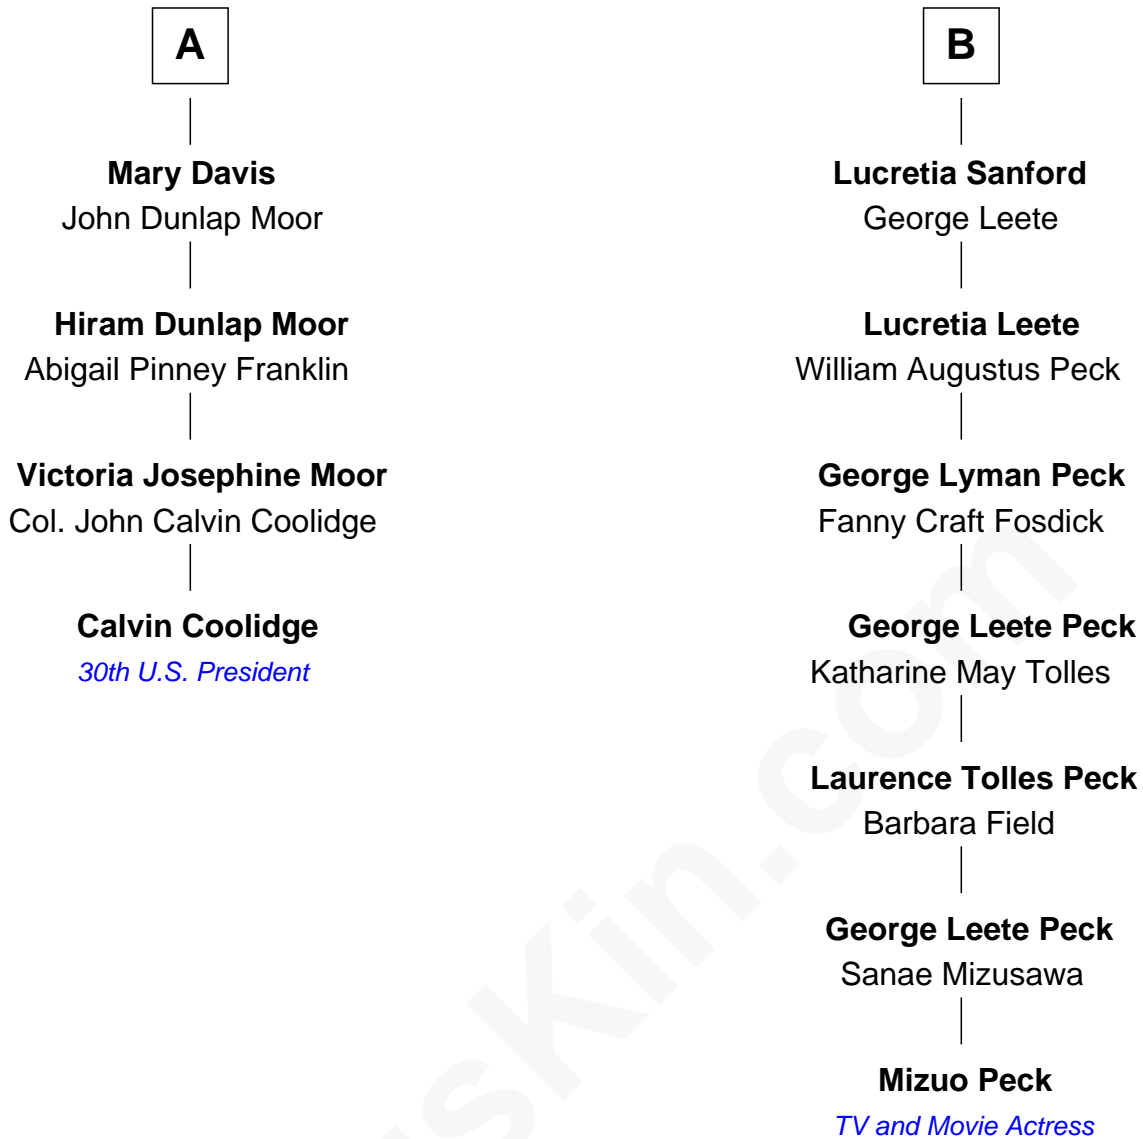 A
Mary Davis
John Dunlap Moor
Hiram Dunlap Moor
Abigail Pinney Franklin
Victoria Josephine Moor
Col. John Calvin Coolidge
Calvin Coolidge
30th U.S. President
B
Lucretia Sanford
George Leete
Lucretia Leete
William Augustus Peck
George Lyman Peck
Fanny Craft Fosdick
George Leete Peck
Katharine May Tolles
Laurence Tolles Peck
Barbara Field
George Leete Peck
Sanae Mizusawa
Mizuo Peck
TV and Movie Actress
sKin.com